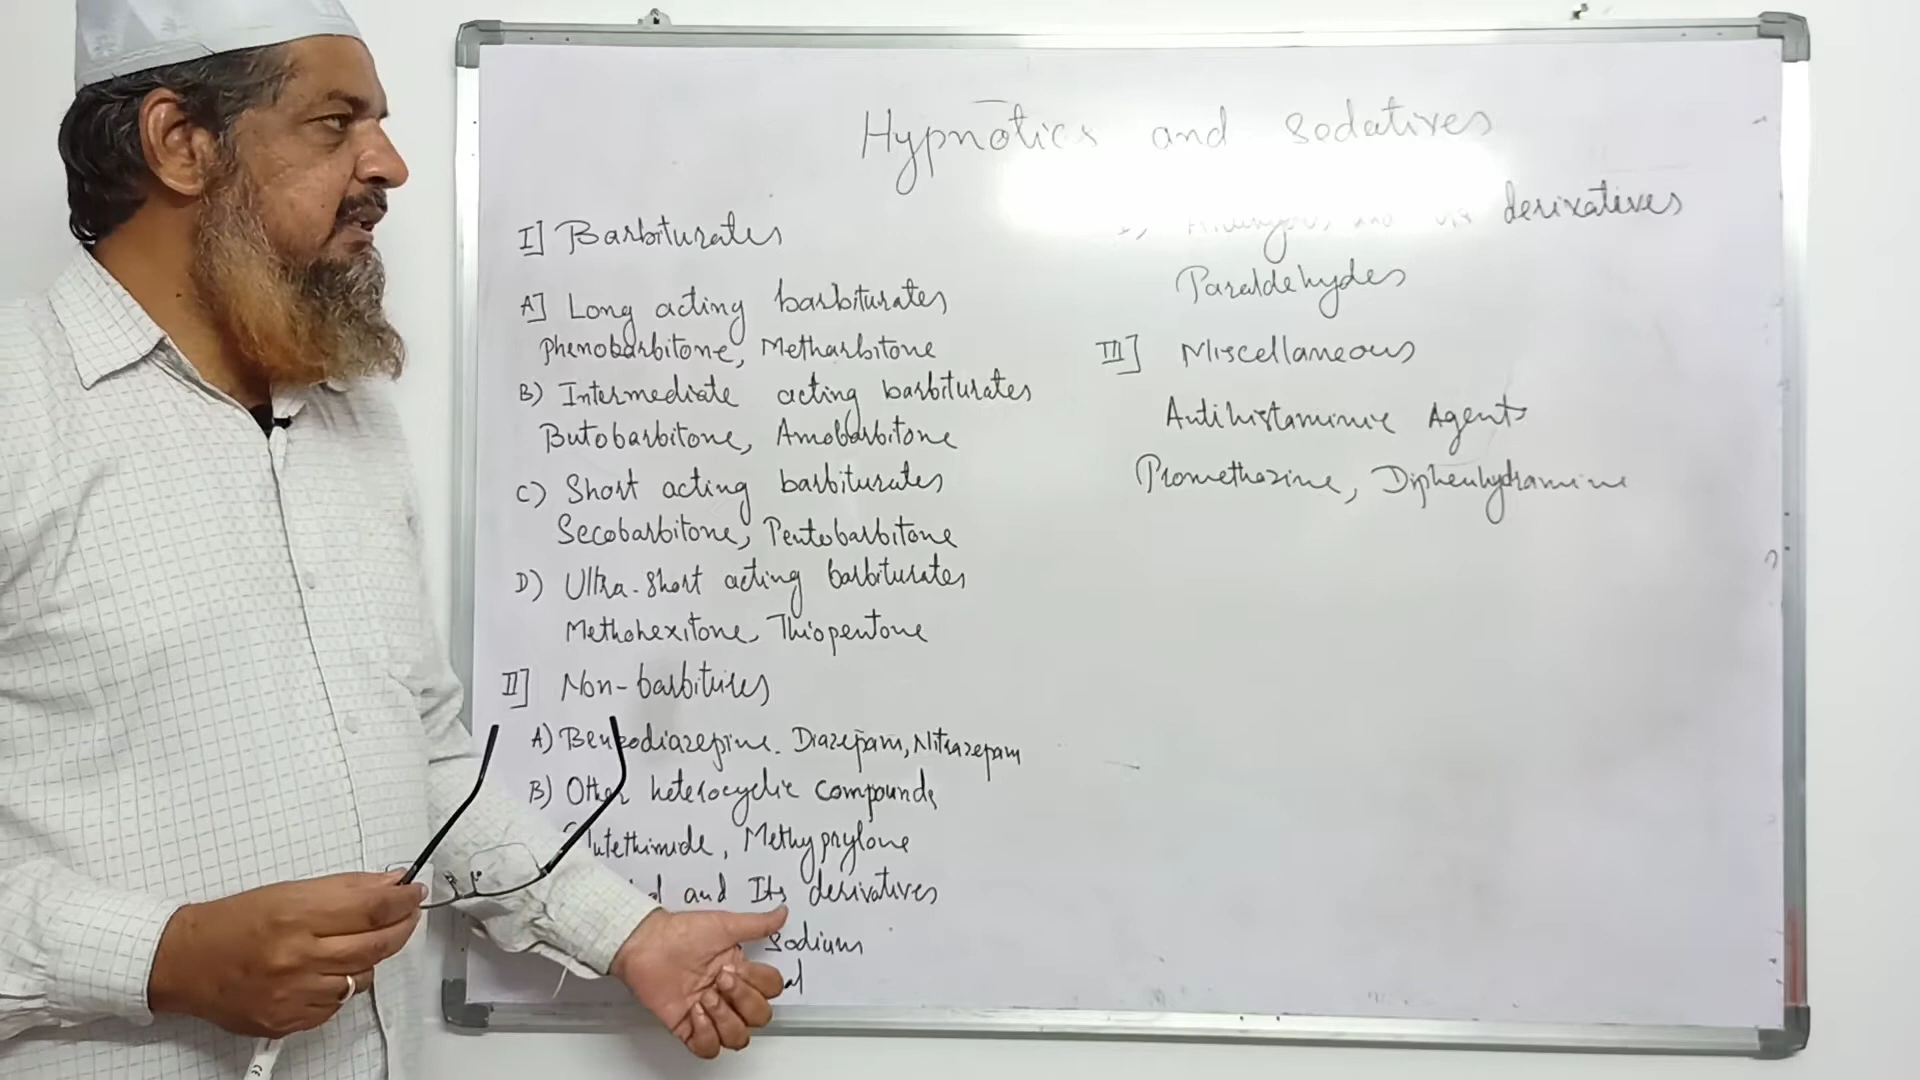 Hypnotics and Sedatives
I] Barbiturates
A] Long acting barbiturates
Phenobarbitone, Metharbitone
B) Intermediate acting barbiturates
Butobarbitone, Amobarbitone
C) Short acting barbiturates
Secobarbitone, Pentobarbitone
D) Ultra-Short acting barbiturates
Methohexitone, Thiopentone
II] Non-barbitures
A) Benzodiazepine. Diazepam, Nitrazepam
B) Other heterocyclic compounds
Methyprylone
and Its derivatives
Sodium
derivatives
Paraldehydes
III] Miscellaneous
Antihistaminic Agents
Promethazine, Diphenhydramine
CE